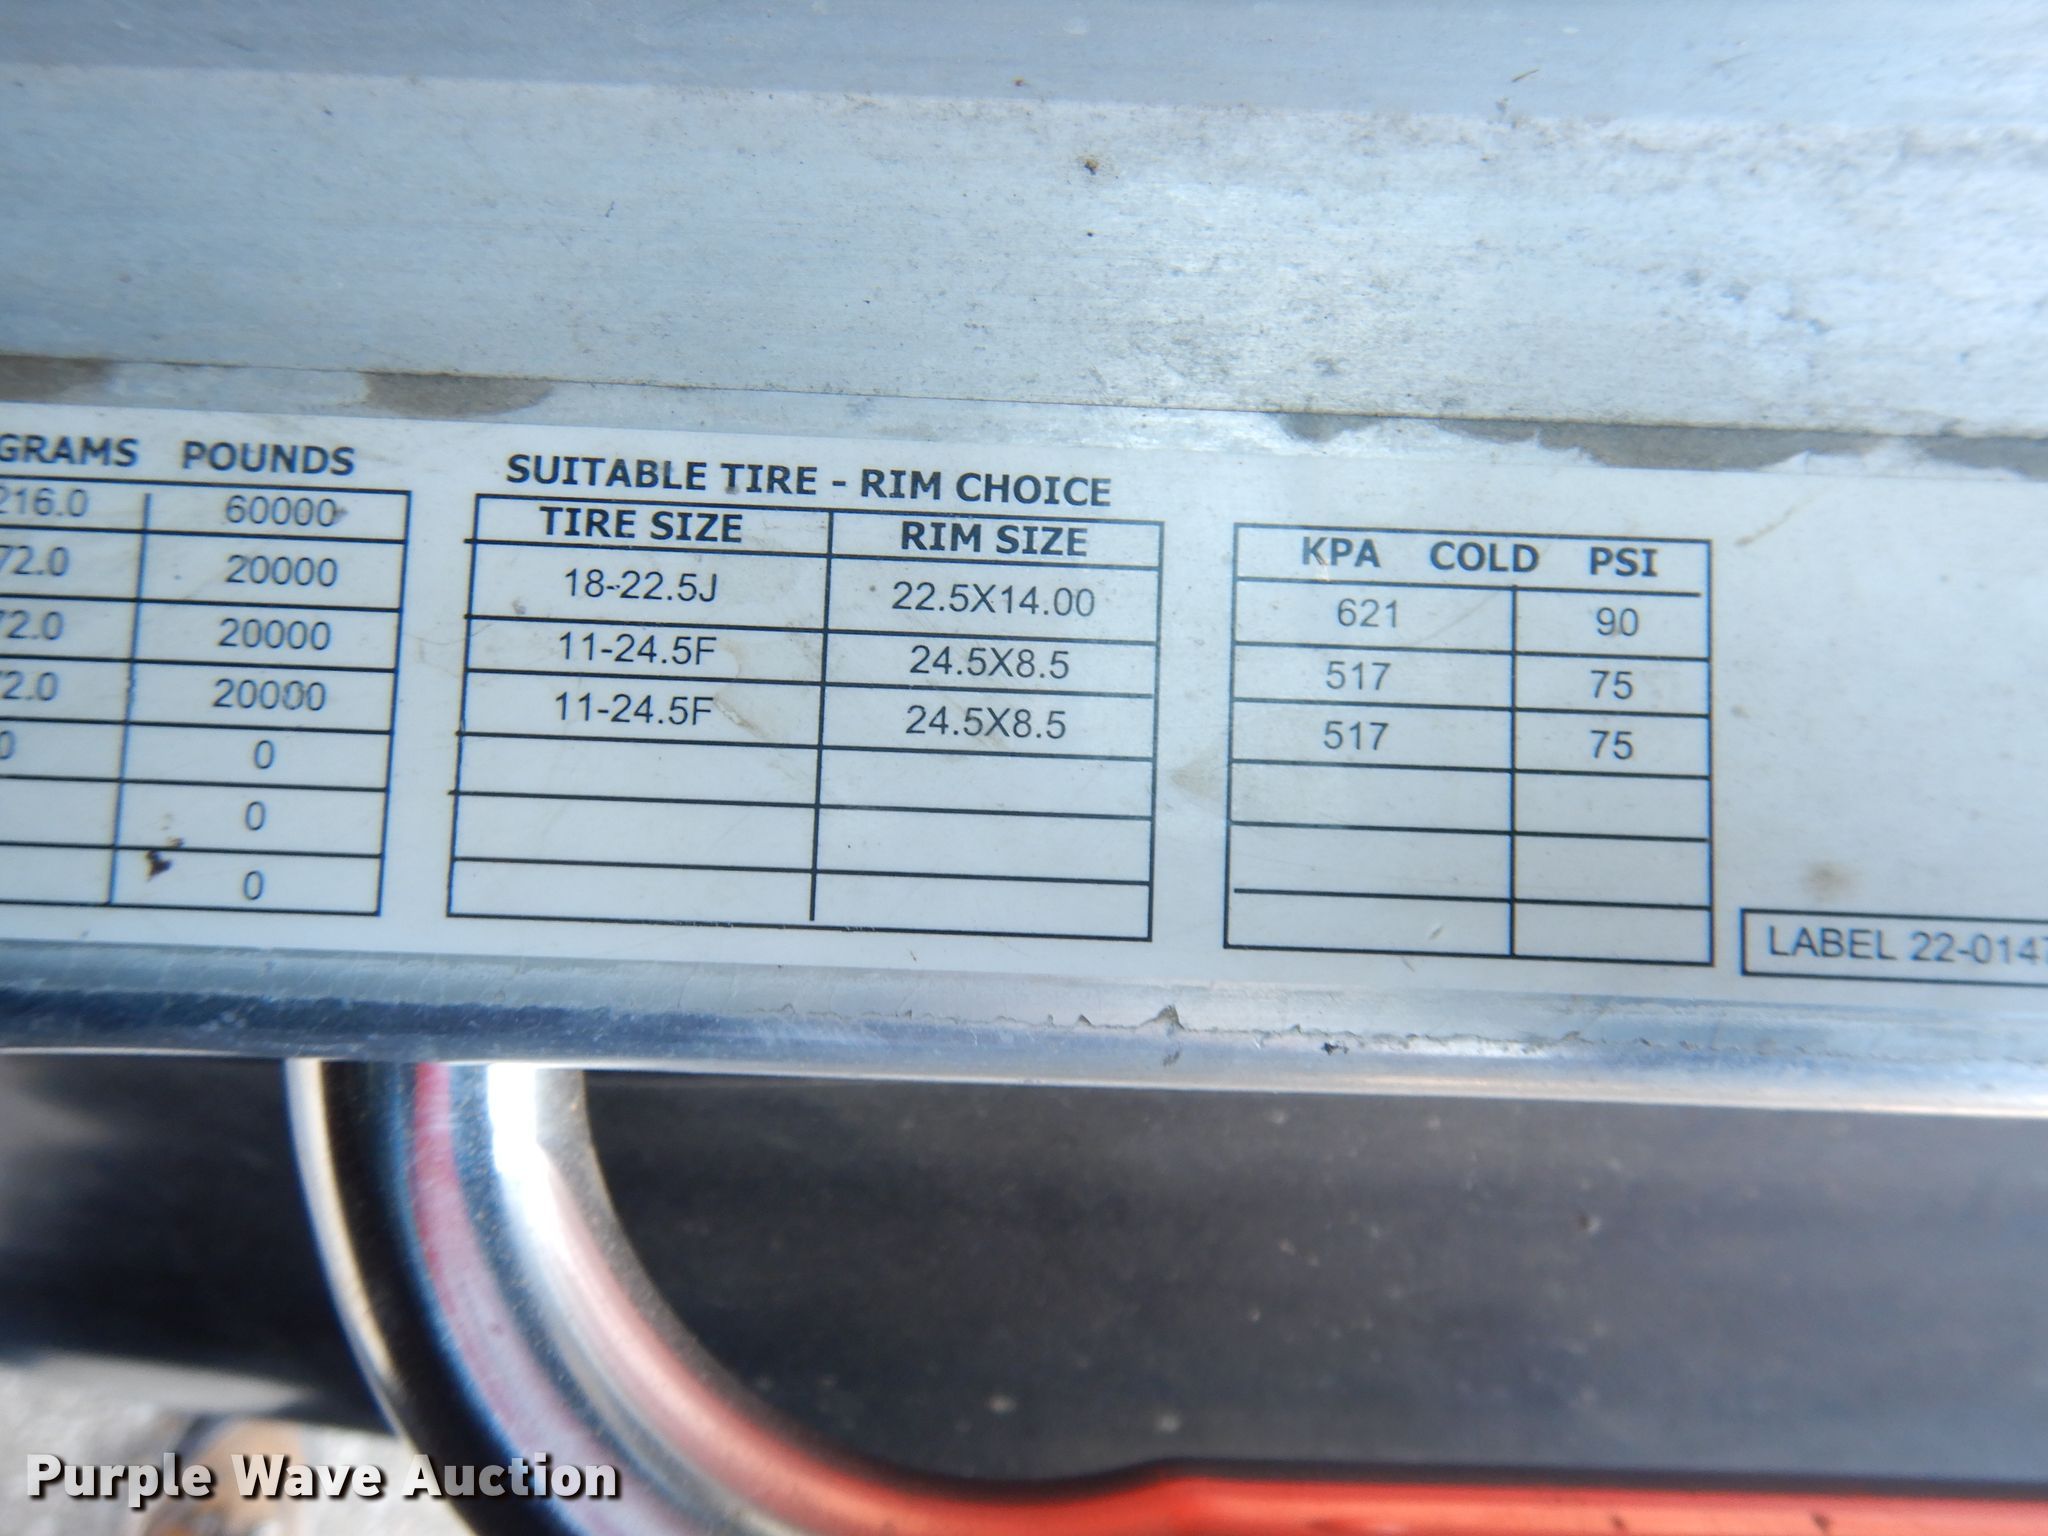 GRAMS POUNDS
216.0 60000
72.0 20000
72.0 20000
72.0 20000
0 0
0
0
SUITABLE TIRE - RIM CHOICE
TIRE SIZE RIM SIZE
18-22.5J 22.5X14.00
11-24.5F 24.5X8.5
11-24.5F 24.5X8.5
KPA COLD PSI
621 90
517 75
517 75
LABEL 22-0147
Purple Wave Auction